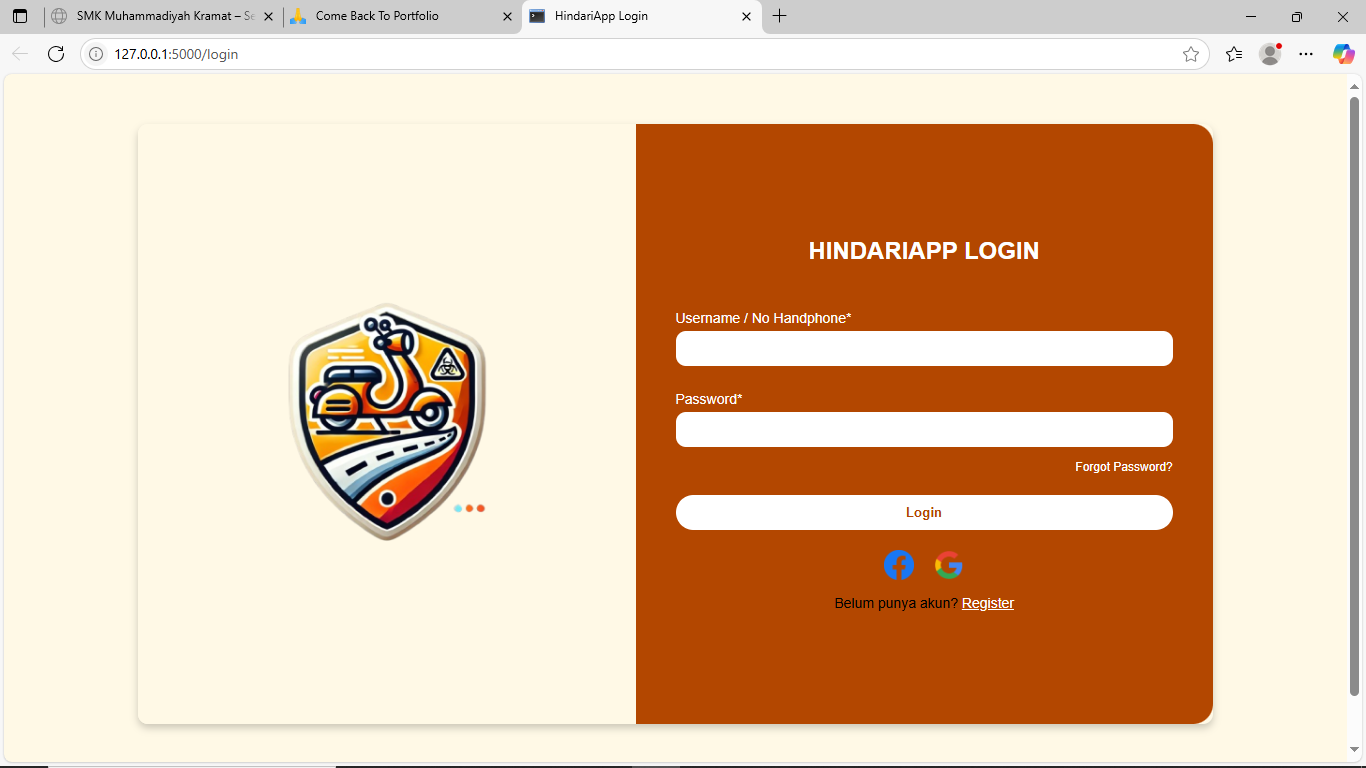 SMK Muhammadiyah Kramat – Se
Come Back To Portfolio
HindariApp Login
127.0.0.1:5000/login
HINDARIAPP LOGIN
Username / No Handphone*
Password*
Forgot Password?
Login
Belum punya akun? Register